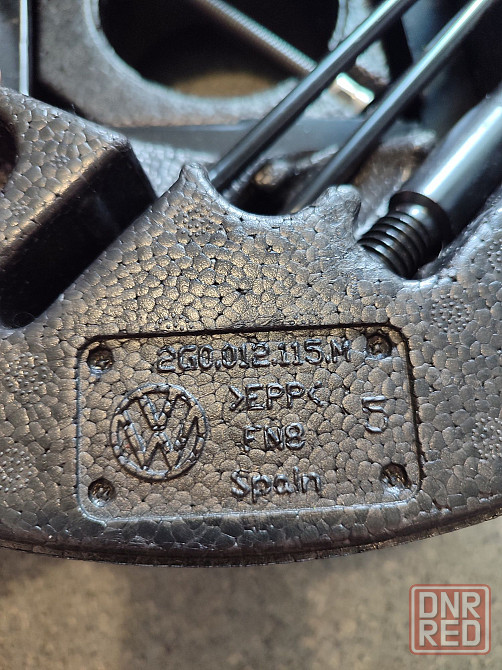 2G0.012.115.M
>EPP<
5
FN8
Spain
DNR
RED